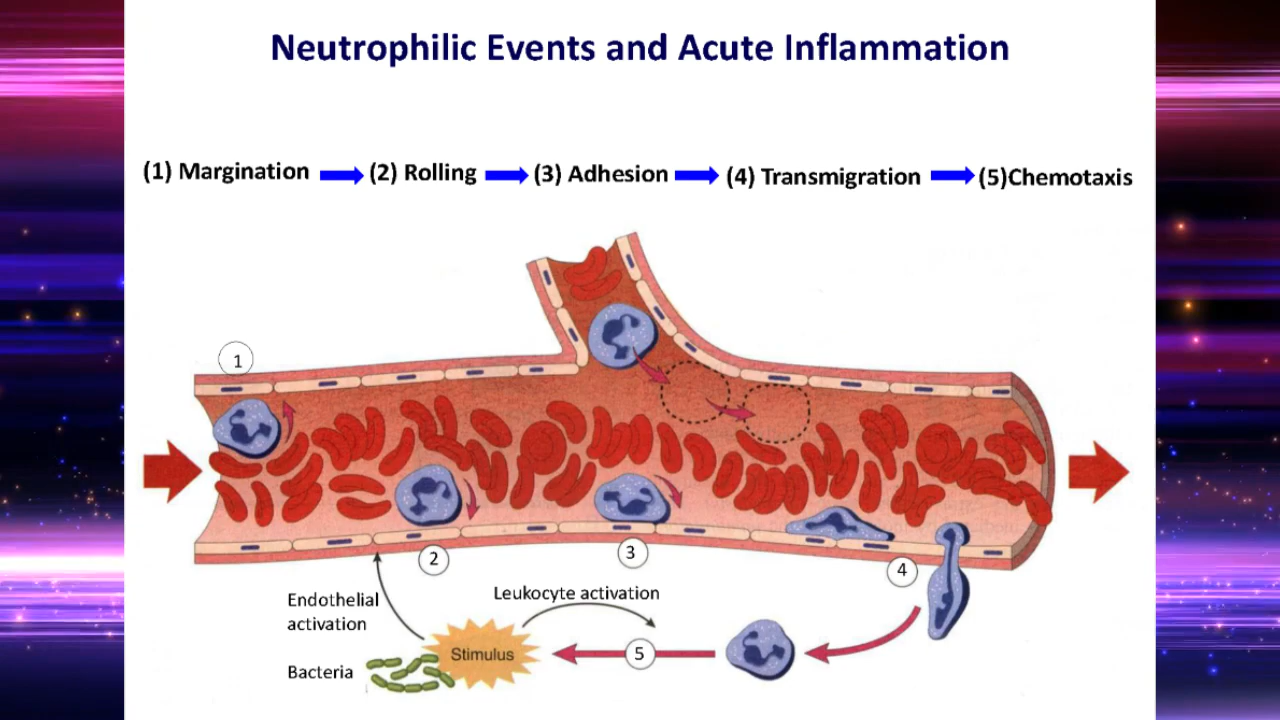 Neutrophilic Events and Acute Inflammation
(1) Margination (2) Rolling (3) Adhesion (4) Transmigration (5)Chemotaxis
1
2
3
4
Leukocyte activation
Endothelial
activation
Stimulus
5
Bacteria